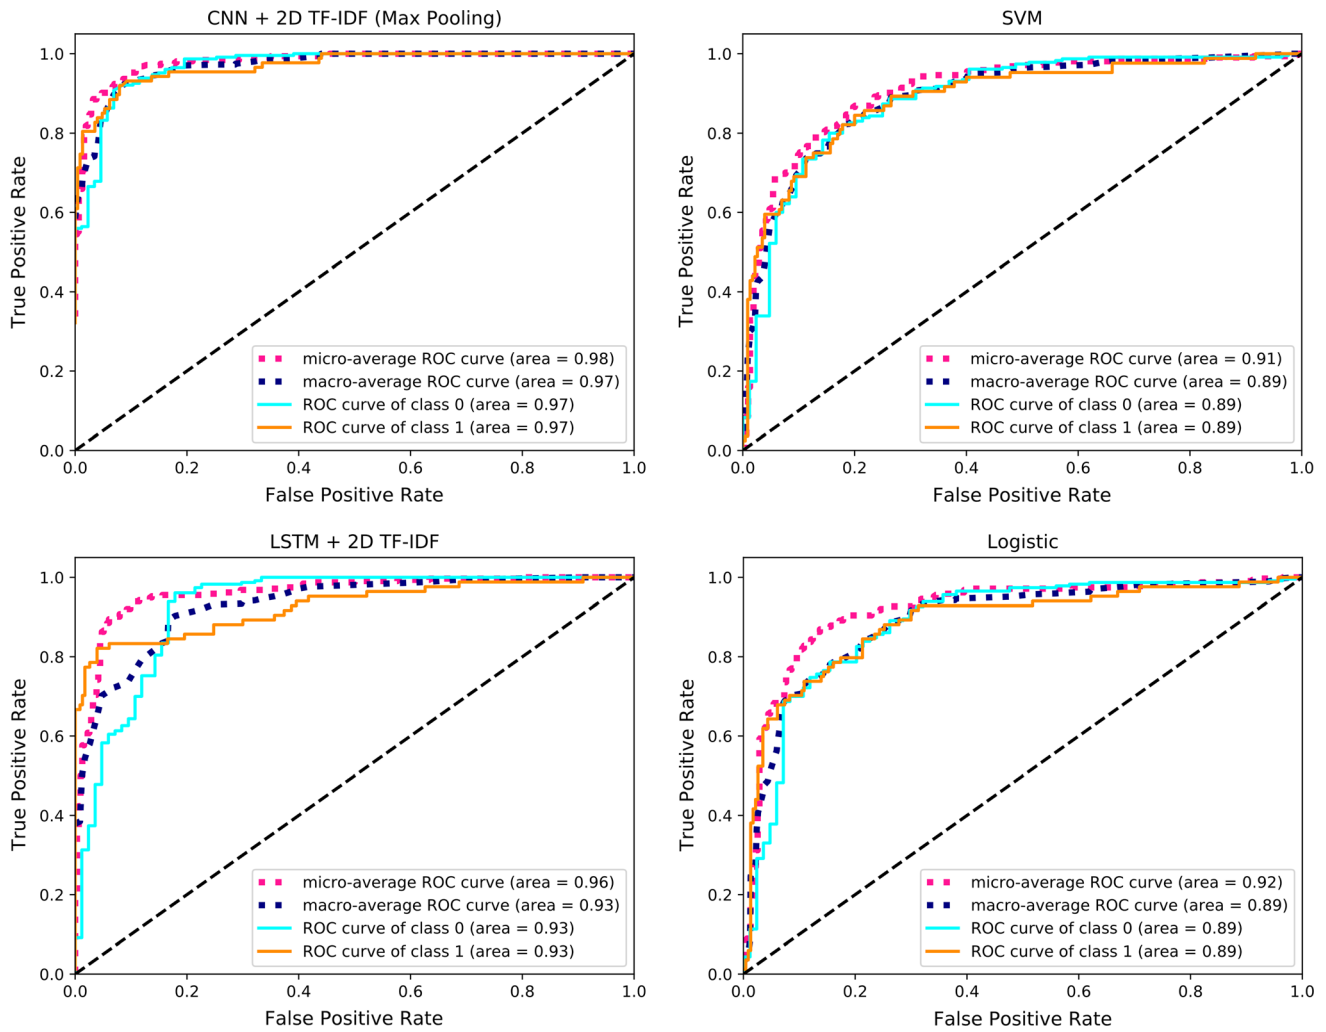 CNN + 2D TF-IDF (Max Pooling)
1.0
0.8
0.6
0.4
0.2
0.0
True Positive Rate
micro-average ROC curve (area = 0.98)
macro-average ROC curve (area = 0.97)
ROC curve of class 0 (area = 0.97)
ROC curve of class 1 (area = 0.97)
0.0 0.2 0.4 0.6 0.8 1.0
False Positive Rate
SVM
1.0
0.8
0.6
0.4
0.2
0.0
True Positive Rate
micro-average ROC curve (area = 0.91)
macro-average ROC curve (area = 0.89)
ROC curve of class 0 (area = 0.89)
ROC curve of class 1 (area = 0.89)
0.0 0.2 0.4 0.6 0.8 1.0
False Positive Rate
LSTM + 2D TF-IDF
1.0
0.8
0.6
0.4
0.2
0.0
True Positive Rate
micro-average ROC curve (area = 0.96)
macro-average ROC curve (area = 0.93)
ROC curve of class 0 (area = 0.93)
ROC curve of class 1 (area = 0.93)
0.0 0.2 0.4 0.6 0.8 1.0
False Positive Rate
Logistic
1.0
0.8
0.6
0.4
0.2
0.0
True Positive Rate
micro-average ROC curve (area = 0.92)
macro-average ROC curve (area = 0.89)
ROC curve of class 0 (area = 0.89)
ROC curve of class 1 (area = 0.89)
0.0 0.2 0.4 0.6 0.8 1.0
False Positive Rate